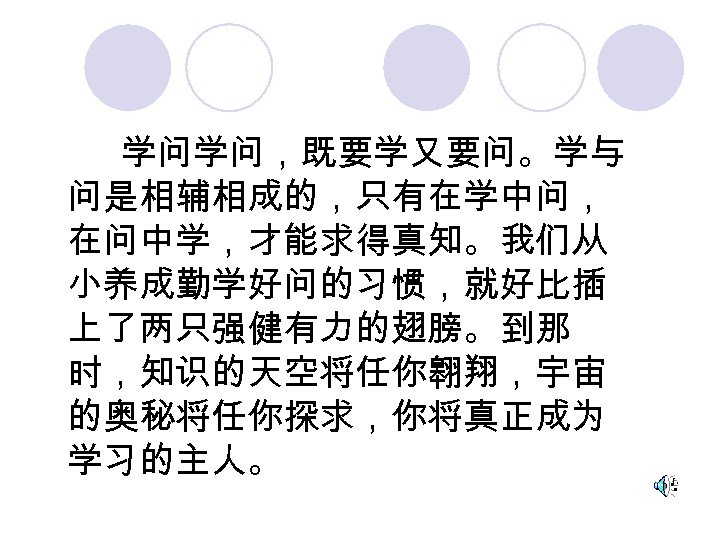 学问学问，既要学又要问。学与
问是相辅相成的，只有在学中问，
在问中学，才能求得真知。我们从
小养成勤学好问的习惯，就好比插
上了两只强健有力的翅膀。到那
时，知识的天空将任你翱翔，宇宙
的奥秘将任你探求，你将真正成为
学习的主人。